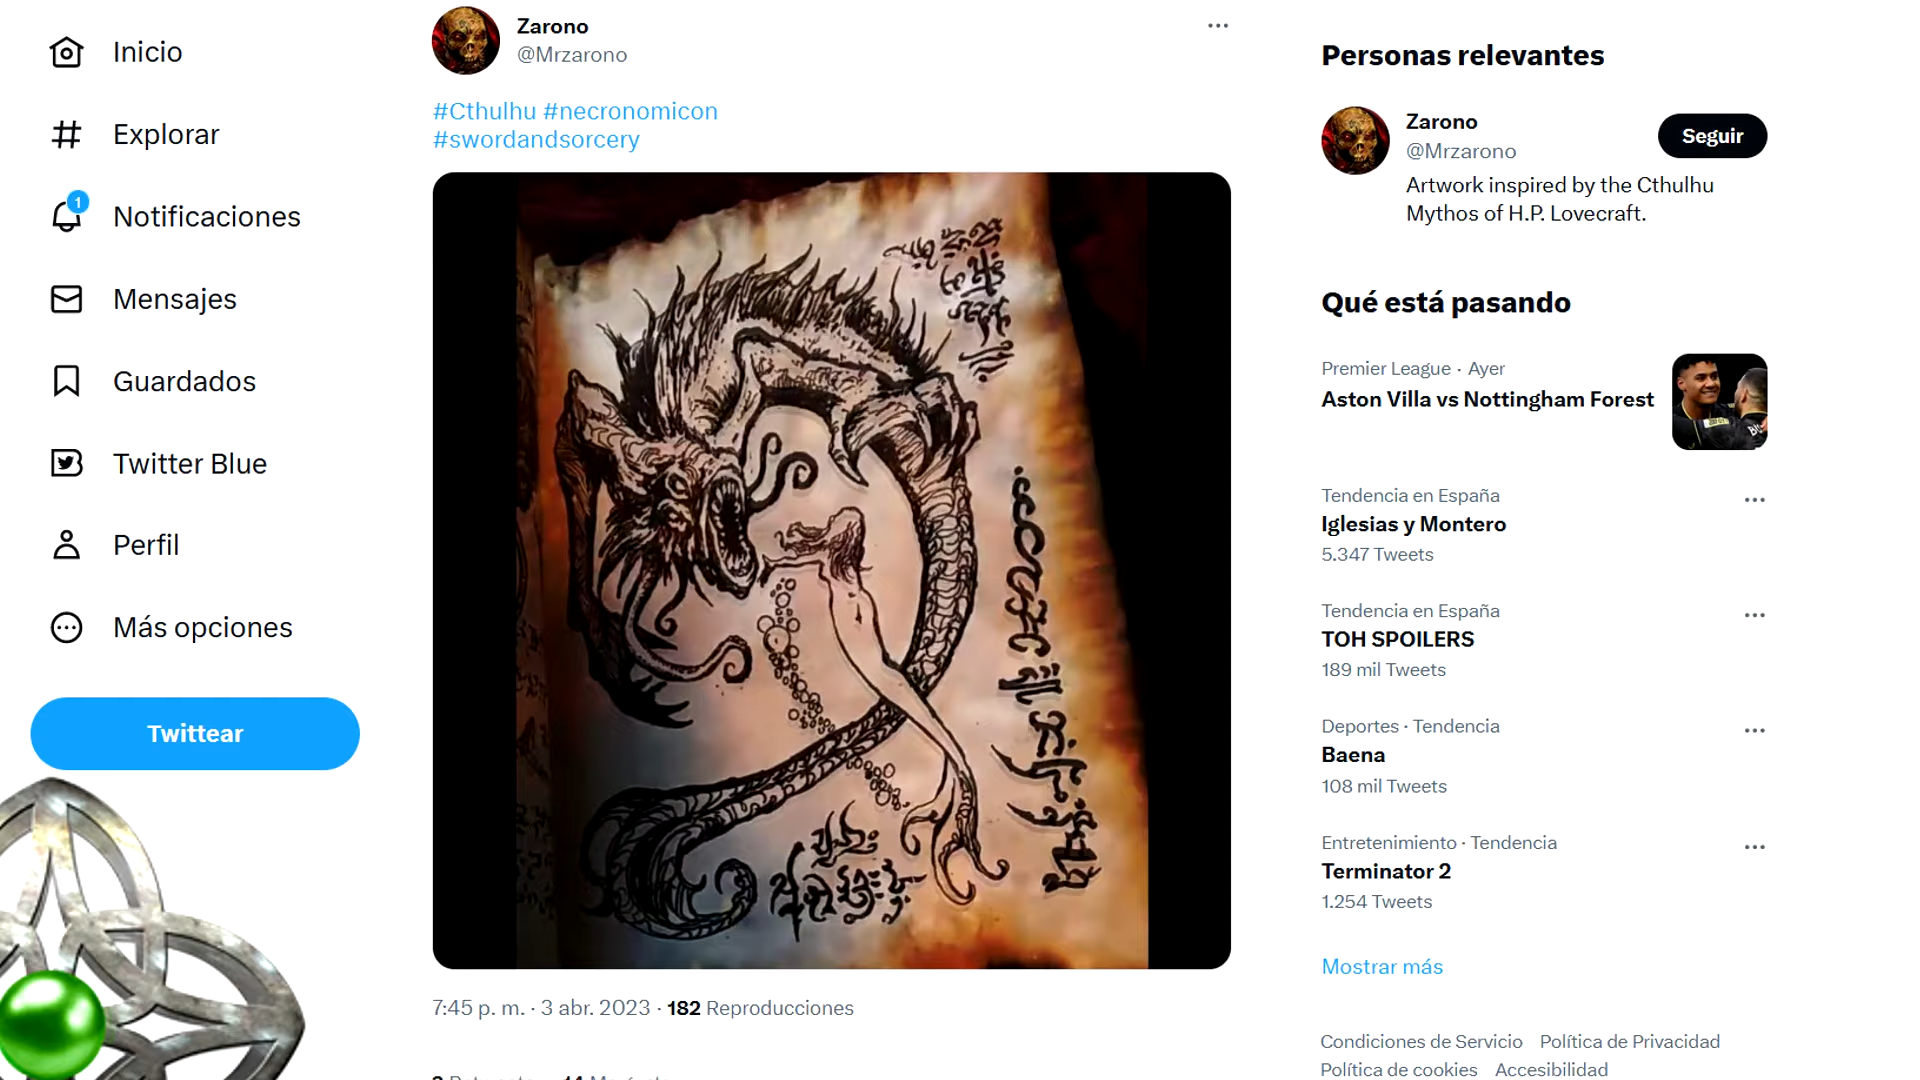 Inicio
Explorar
1
Notificaciones
Mensajes
Guardados
Twitter Blue
Perfil
Más opciones
Twittear
Zarono
@Mrzarono
#Cthulhu #necronomicon
#swordandsorcery
7:45 p. m. · 3 abr. 2023 · 182 Reproducciones
Personas relevantes
Zarono
@Mrzarono
Seguir
Artwork inspired by the Cthulhu
Mythos of H.P. Lovecraft.
Qué está pasando
Premier League · Ayer
Aston Villa vs Nottingham Forest
Tendencia en España
Iglesias y Montero
5.347 Tweets
Tendencia en España
TOH SPOILERS
189 mil Tweets
Deportes · Tendencia
Baena
108 mil Tweets
Entretenimiento · Tendencia
Terminator 2
1.254 Tweets
Mostrar más
Condiciones de Servicio Política de Privacidad
Política de cookies Accesibilidad